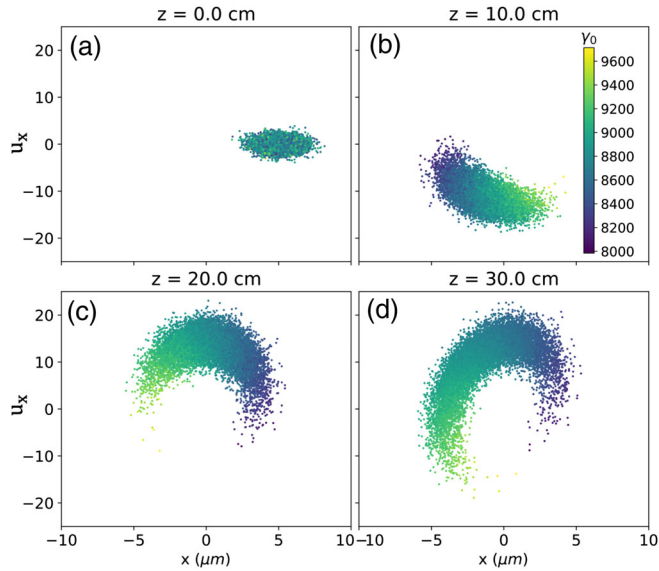 z = 0.0 cm
z = 10.0 cm
(a)
(b)
γ0
20
10
0
−10
−20
ux
9600
9400
9200
9000
8800
8600
8400
8200
8000
z = 20.0 cm
z = 30.0 cm
(c)
(d)
20
10
0
−10
−20
ux
−10
−5
0
5
10
−10
−5
0
5
10
x (μm)
x (μm)